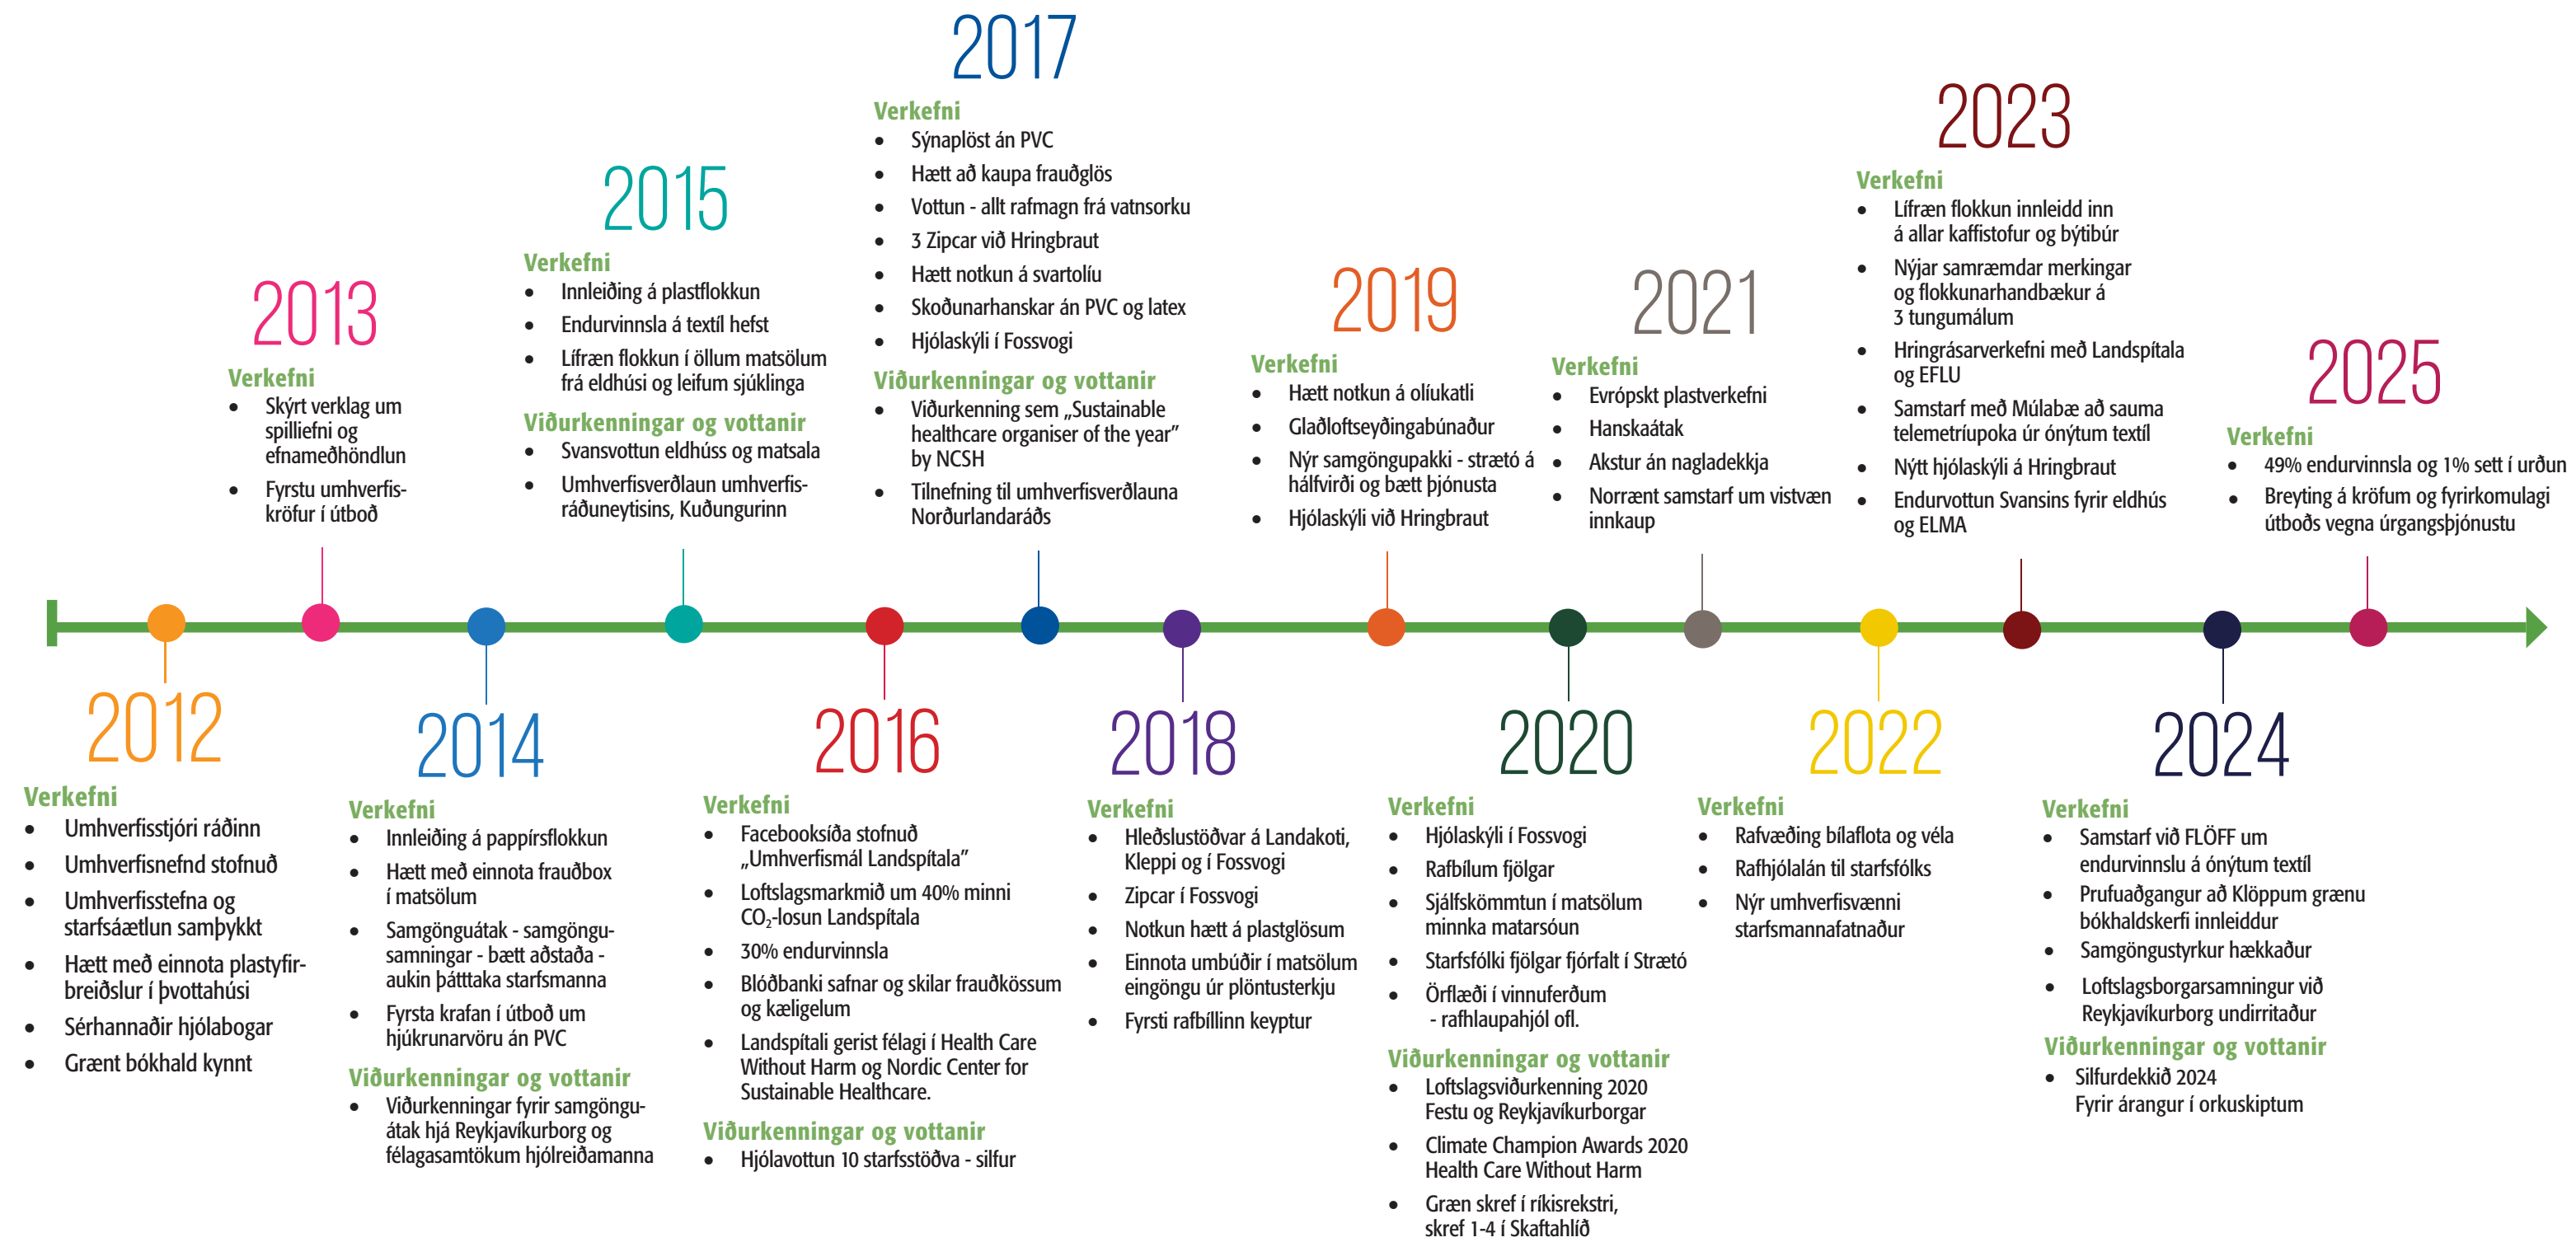 2012
Verkefni
• Umhverfisstjóri ráðinn
• Umhverfisnefnd stofnuð
• Umhverfisstefna og
starfsáætlun samþykkt
• Hætt með einnota plastyfir-
breiðslur í þvottahúsi
• Sérhannaðir hjólabogar
• Grænt bókhald kynnt
2013
Verkefni
• Skýrt verklag um
spilliefni og
efnameðhöndlun
• Fyrstu umhverfis-
kröfur í útboð
2014
Verkefni
• Innleiðing á pappírsflokkun
• Hætt með einnota frauðbox
í matsölum
• Samgönguátak - samgöngu-
samningar - bætt aðstaða -
aukin þátttaka starfsmanna
• Fyrsta krafan í útboð um
hjúkrunarvöru án PVC
Viðurkenningar og vottanir
• Viðurkenningar fyrir samgöngu-
átak hjá Reykjavíkurborg og
félagasamtökum hjólreiðamanna
2015
Verkefni
• Innleiðing á plastflokkun
• Endurvinnsla á textíl hefst
• Lífræn flokkun í öllum matsölum
frá eldhúsi og leifum sjúklinga
Viðurkenningar og vottanir
• Svansvottun eldhúss og matsala
• Umhverfisverðlaun umhverfis-
ráðuneytisins, Kuðungurinn
2016
Verkefni
• Facebooksíða stofnuð
„Umhverfismál Landspítala”
• Loftslagsmarkmið um 40% minni
CO₂-losun Landspítala
• 30% endurvinnsla
• Blóðbanki safnar og skilar frauðkössum
og kæligelum
• Landspítali gerist félagi í Health Care
Without Harm og Nordic Center for
Sustainable Healthcare.
Viðurkenningar og vottanir
• Hjólavottun 10 starfsstöðva - silfur
2017
Verkefni
• Sýnaplöst án PVC
• Hætt að kaupa frauðglös
• Vottun - allt rafmagn frá vatnsorku
• 3 Zipcar við Hringbraut
• Hætt notkun á svartolíu
• Skoðunarhanskar án PVC og latex
• Hjólaskýli í Fossvogi
Viðurkenningar og vottanir
• Viðurkenning sem „Sustainable
healthcare organiser of the year”
by NCSH
• Tilnefning til umhverfisverðlauna
Norðurlandaráðs
2018
Verkefni
• Hleðslustöðvar á Landakoti,
Kleppi og í Fossvogi
• Zipcar í Fossvogi
• Notkun hætt á plastglösum
• Einnota umbúðir í matsölum
eingöngu úr plöntusterkju
• Fyrsti rafbíllinn keyptur
2019
Verkefni
• Hætt notkun á olíukatli
• Glaðloftseyðingabúnaður
• Nýr samgöngupakki - strætó á
hálfvirði og bætt þjónusta
• Hjólaskýli við Hringbraut
2020
Verkefni
• Hjólaskýli í Fossvogi
• Rafbílum fjölgar
• Sjálfskömmtun í matsölum
minnka matarsóun
• Starfsfólki fjölgar fjórfalt í Strætó
• Örflæði í vinnuferðum
- rafhlaupahjól ofl.
Viðurkenningar og vottanir
• Loftslagsviðurkenning 2020
Festu og Reykjavíkurborgar
• Climate Champion Awards 2020
Health Care Without Harm
• Græn skref í ríkisrekstri,
skref 1-4 í Skaftahlíð
2021
Verkefni
• Evrópskt plastverkefni
• Hanskaátak
• Akstur án nagladekkja
• Norrænt samstarf um vistvæn
innkaup
2022
Verkefni
• Rafvæðing bílaflota og véla
• Rafhjólalán til starfsfólks
• Nýr umhverfisvænni
starfsmannafatnaður
2023
Verkefni
• Lífræn flokkun innleidd inn
á allar kaffistofur og býtibúr
• Nýjar samræmdar merkingar
og flokkunarhandbækur á
3 tungumálum
• Hringrásarverkefni með Landspítala
og EFLU
• Samstarf með Múlabæ að sauma
telemetríupoka úr ónýtum textíl
• Nýtt hjólaskýli á Hringbraut
• Endurvottun Svansins fyrir eldhús
og ELMA
2024
Verkefni
• Samstarf við FLÖFF um
endurvinnslu á ónýtum textíl
• Prufuaðgangur að Klöppum grænu
bókhaldskerfi innleiddur
• Samgöngustyrkur hækkaður
• Loftslagsborgarsamningur við
Reykjavíkurborg undirritaður
Viðurkenningar og vottanir
• Silfurdekkið 2024
Fyrir árangur í orkuskiptum
2025
Verkefni
• 49% endurvinnsla og 1% sett í urðun
• Breyting á kröfum og fyrirkomulagi
útboðs vegna úrgangsþjónustu